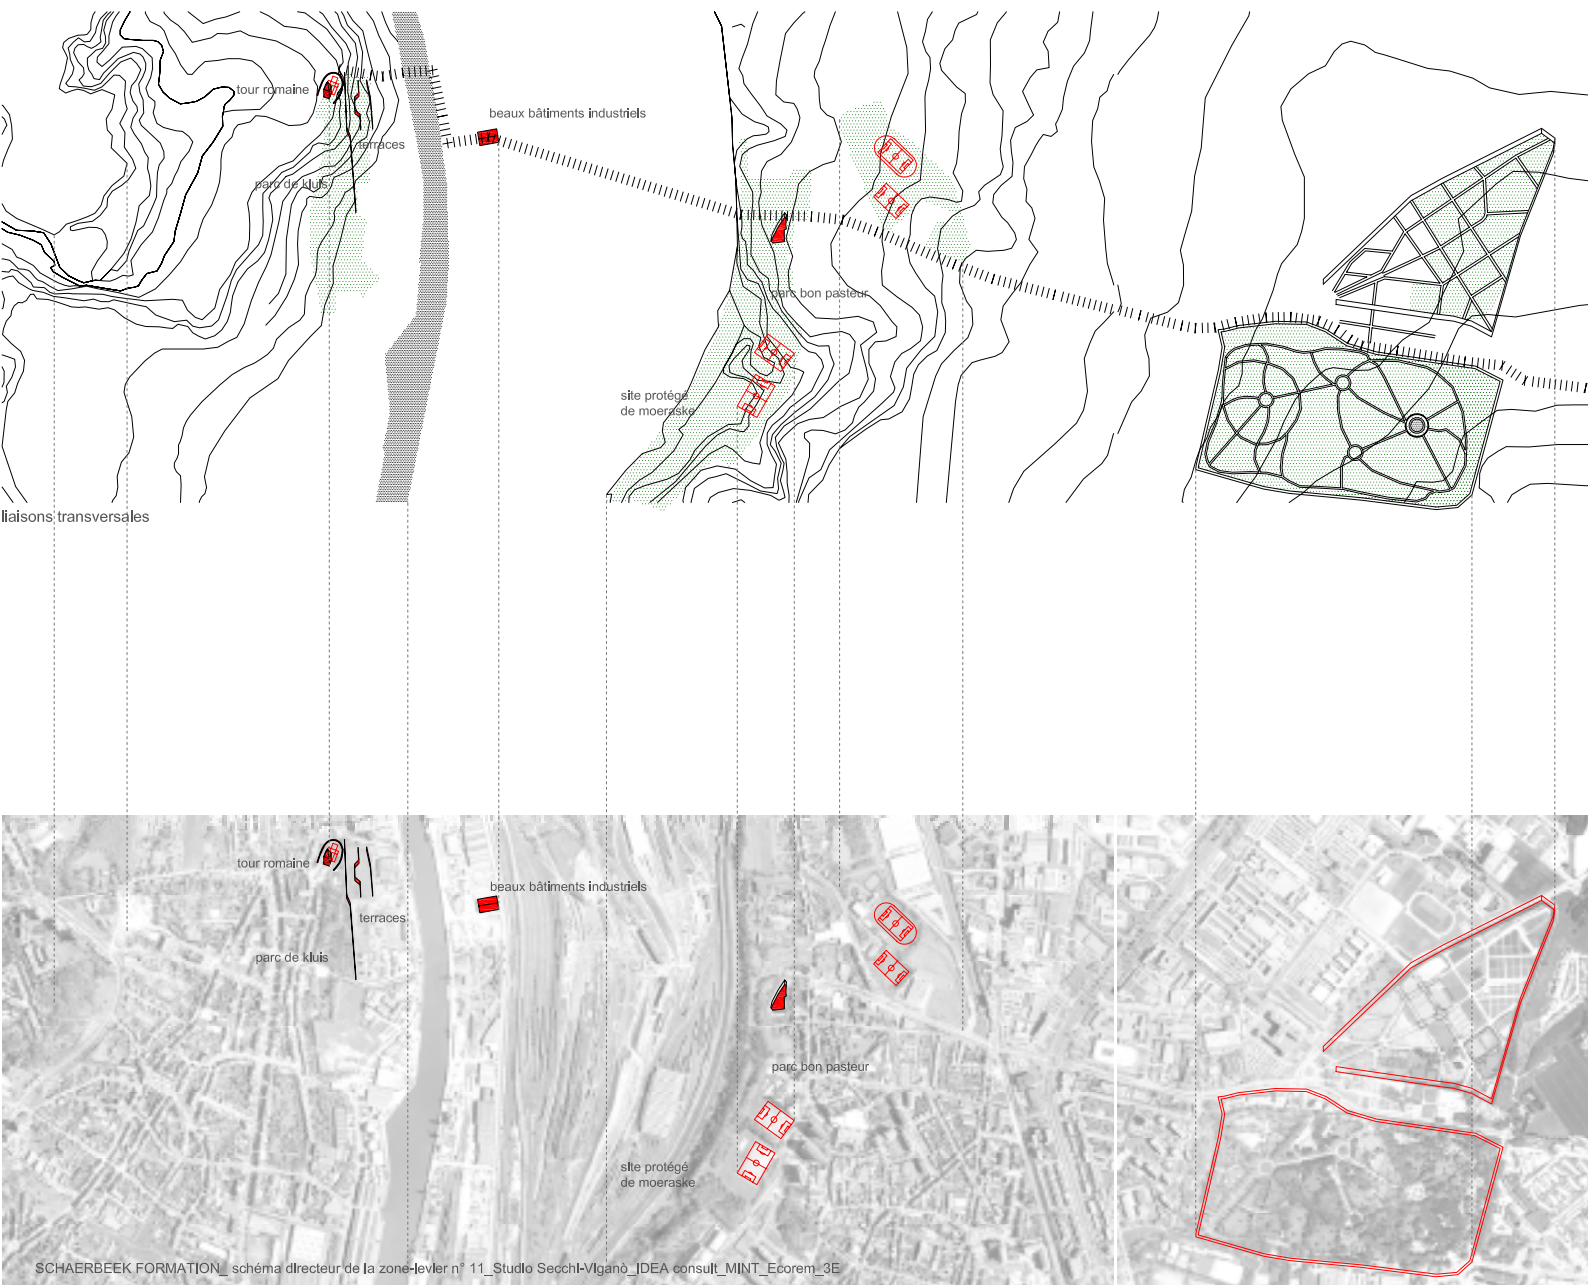 tour romaine
beaux bâtiments industriels
terraces
parc de kluis
parc bon pasteur
site protégé
de moeraske
liaisons transversales
tour romaine
beaux bâtiments industriels
terraces
parc de kluis
parc bon pasteur
site protégé
de moeraske
SCHAERBEEK FORMATION_ schéma directeur de la zone-levier n° 11_Studio Secchi-Viganò_IDEA consult_MINT_Ecorem_3E